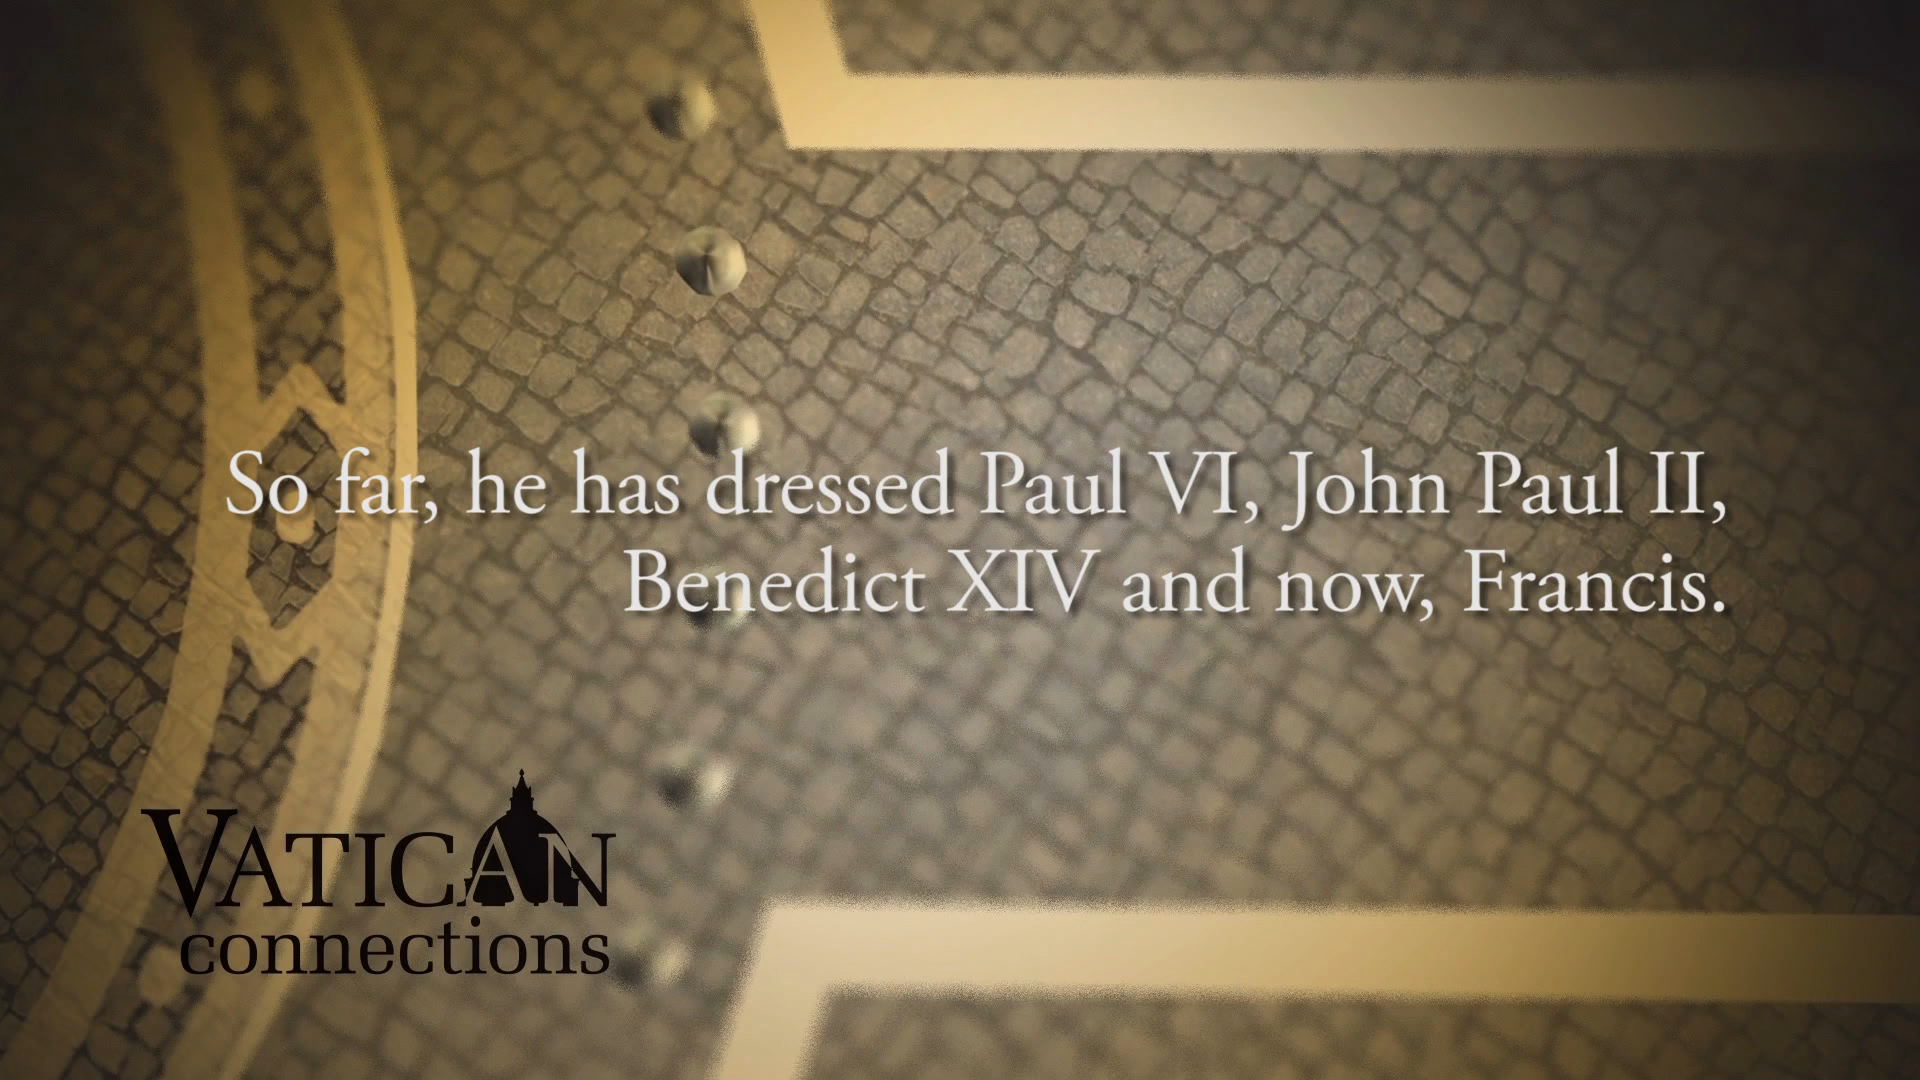 So far, he has dressed Paul VI, John Paul II,
Benedict XIV and now, Francis.
VATICAN
connections